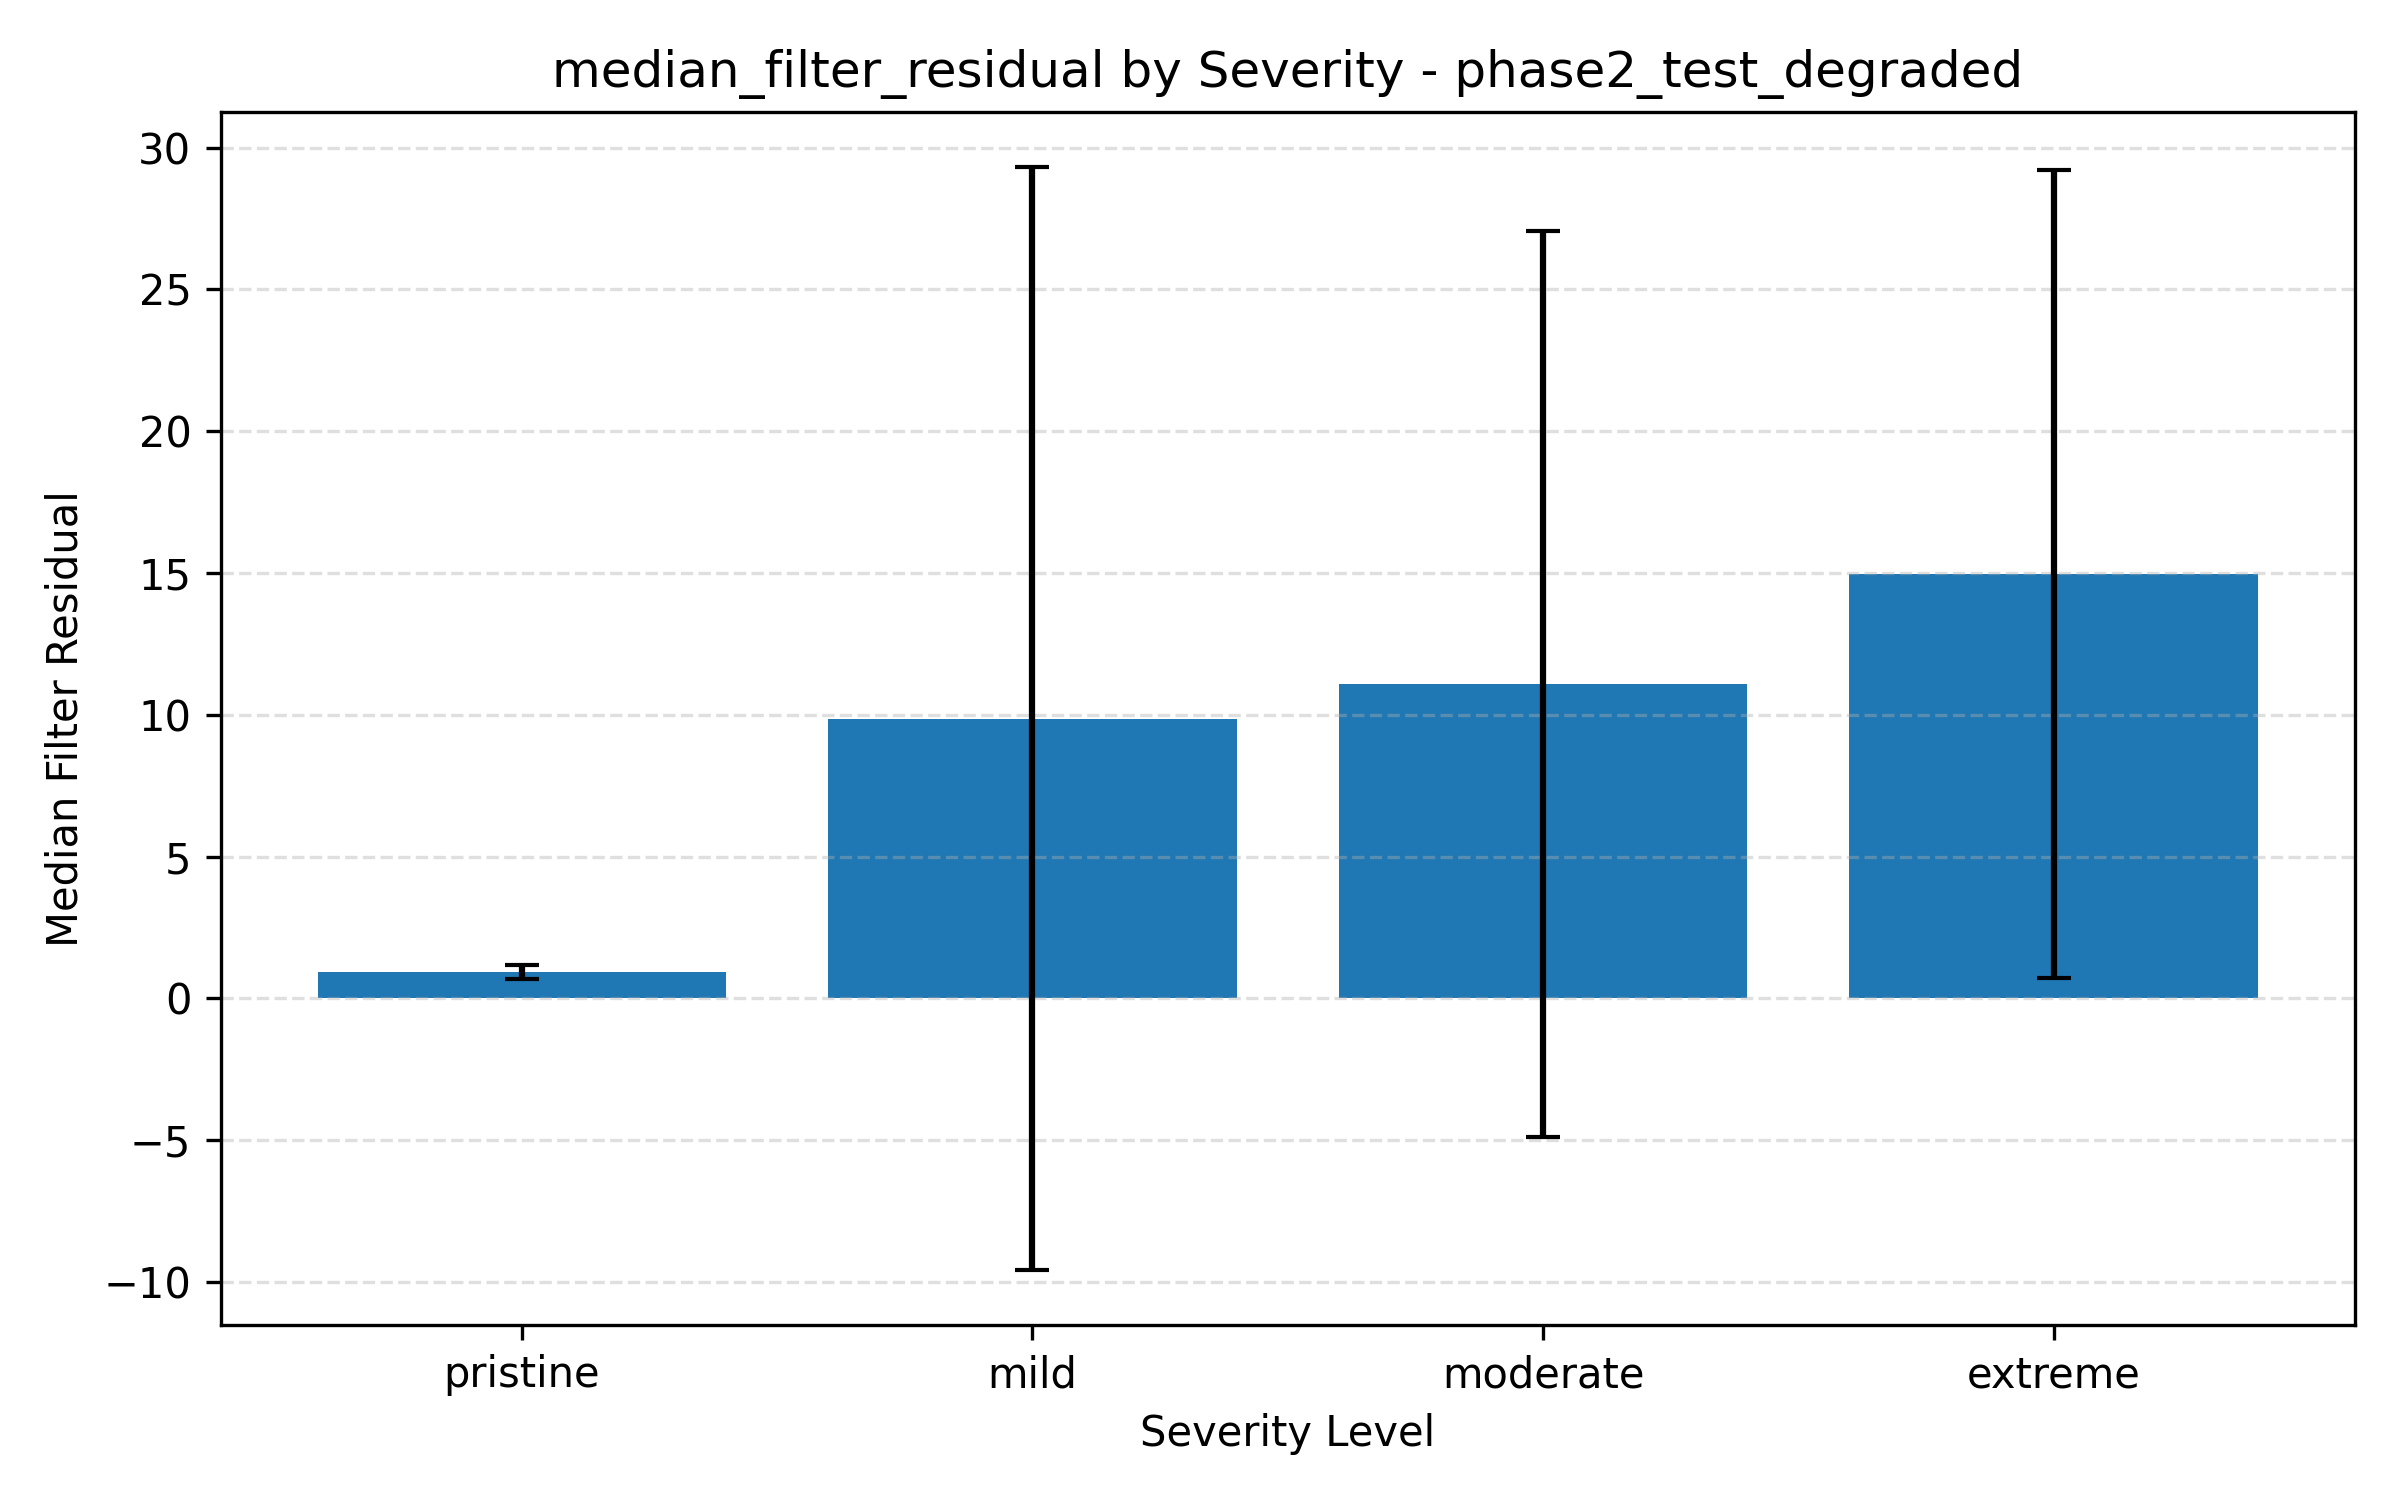 median_filter_residual by Severity - phase2_test_degraded
Median Filter Residual
30
25
20
15
10
5
0
−5
−10
pristine
mild
moderate
extreme
Severity Level